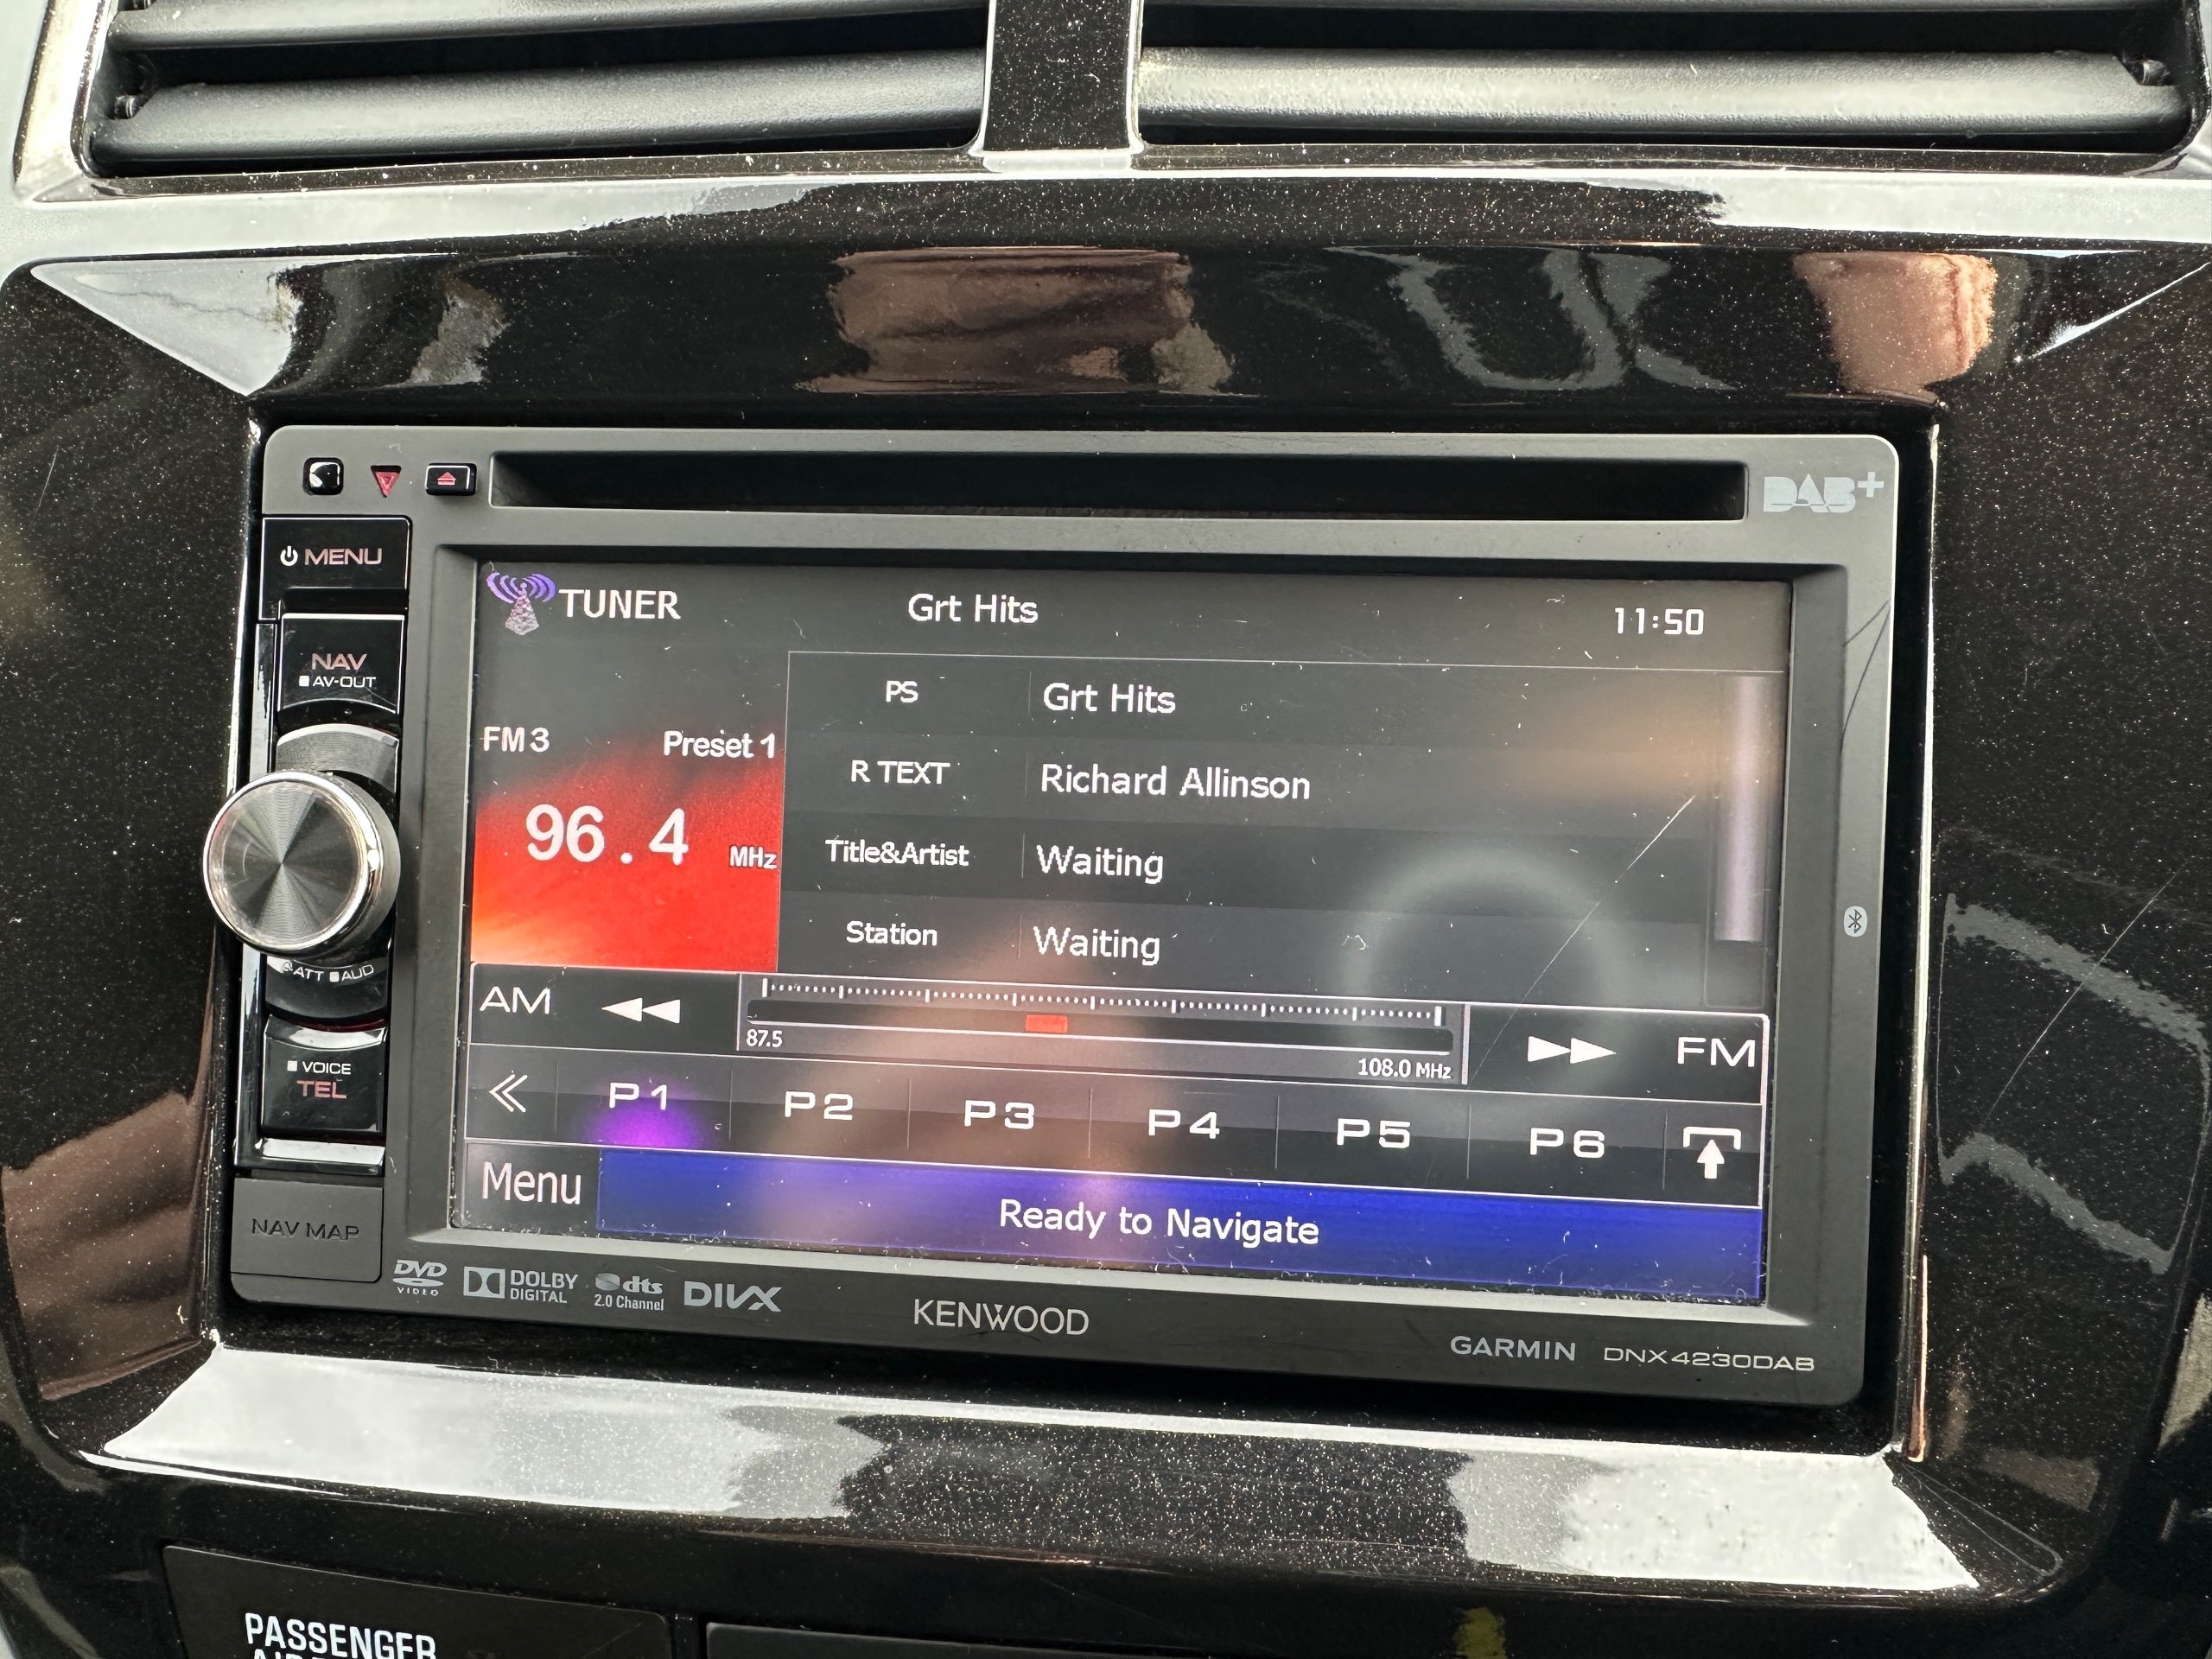 DAB+
MENU
NAV
AV-OUT
ATT AUD
VOICE
TEL
NAV MAP
TUNER
Grt Hits
11:50
FM3
Preset 1
96.4 MHz
PS
Grt Hits
R TEXT
Richard Allinson
Title&Artist
Waiting
Station
Waiting
AM
87.5
108.0 MHz
FM
P1
P2
P3
P4
P5
P6
Menu
Ready to Navigate
DVD
VIDEO
DOLBY
DIGITAL
dts
2.0 Channel
DIVX
KENWOOD
GARMIN
DNX4230DAB
PASSENGER